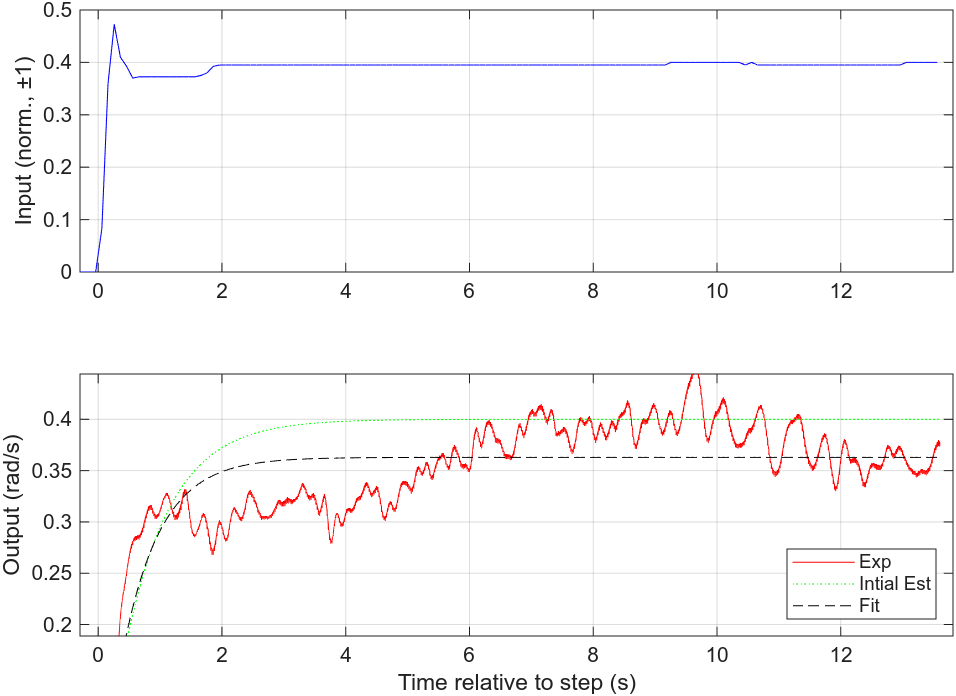 0.5
0.4
0.3
0.2
0.1
0
Input (norm., ±1)
0 2 4 6 8 10 12
0.4
0.35
0.3
0.25
0.2
Output (rad/s)
Exp
Intial Est
Fit
0 2 4 6 8 10 12
Time relative to step (s)